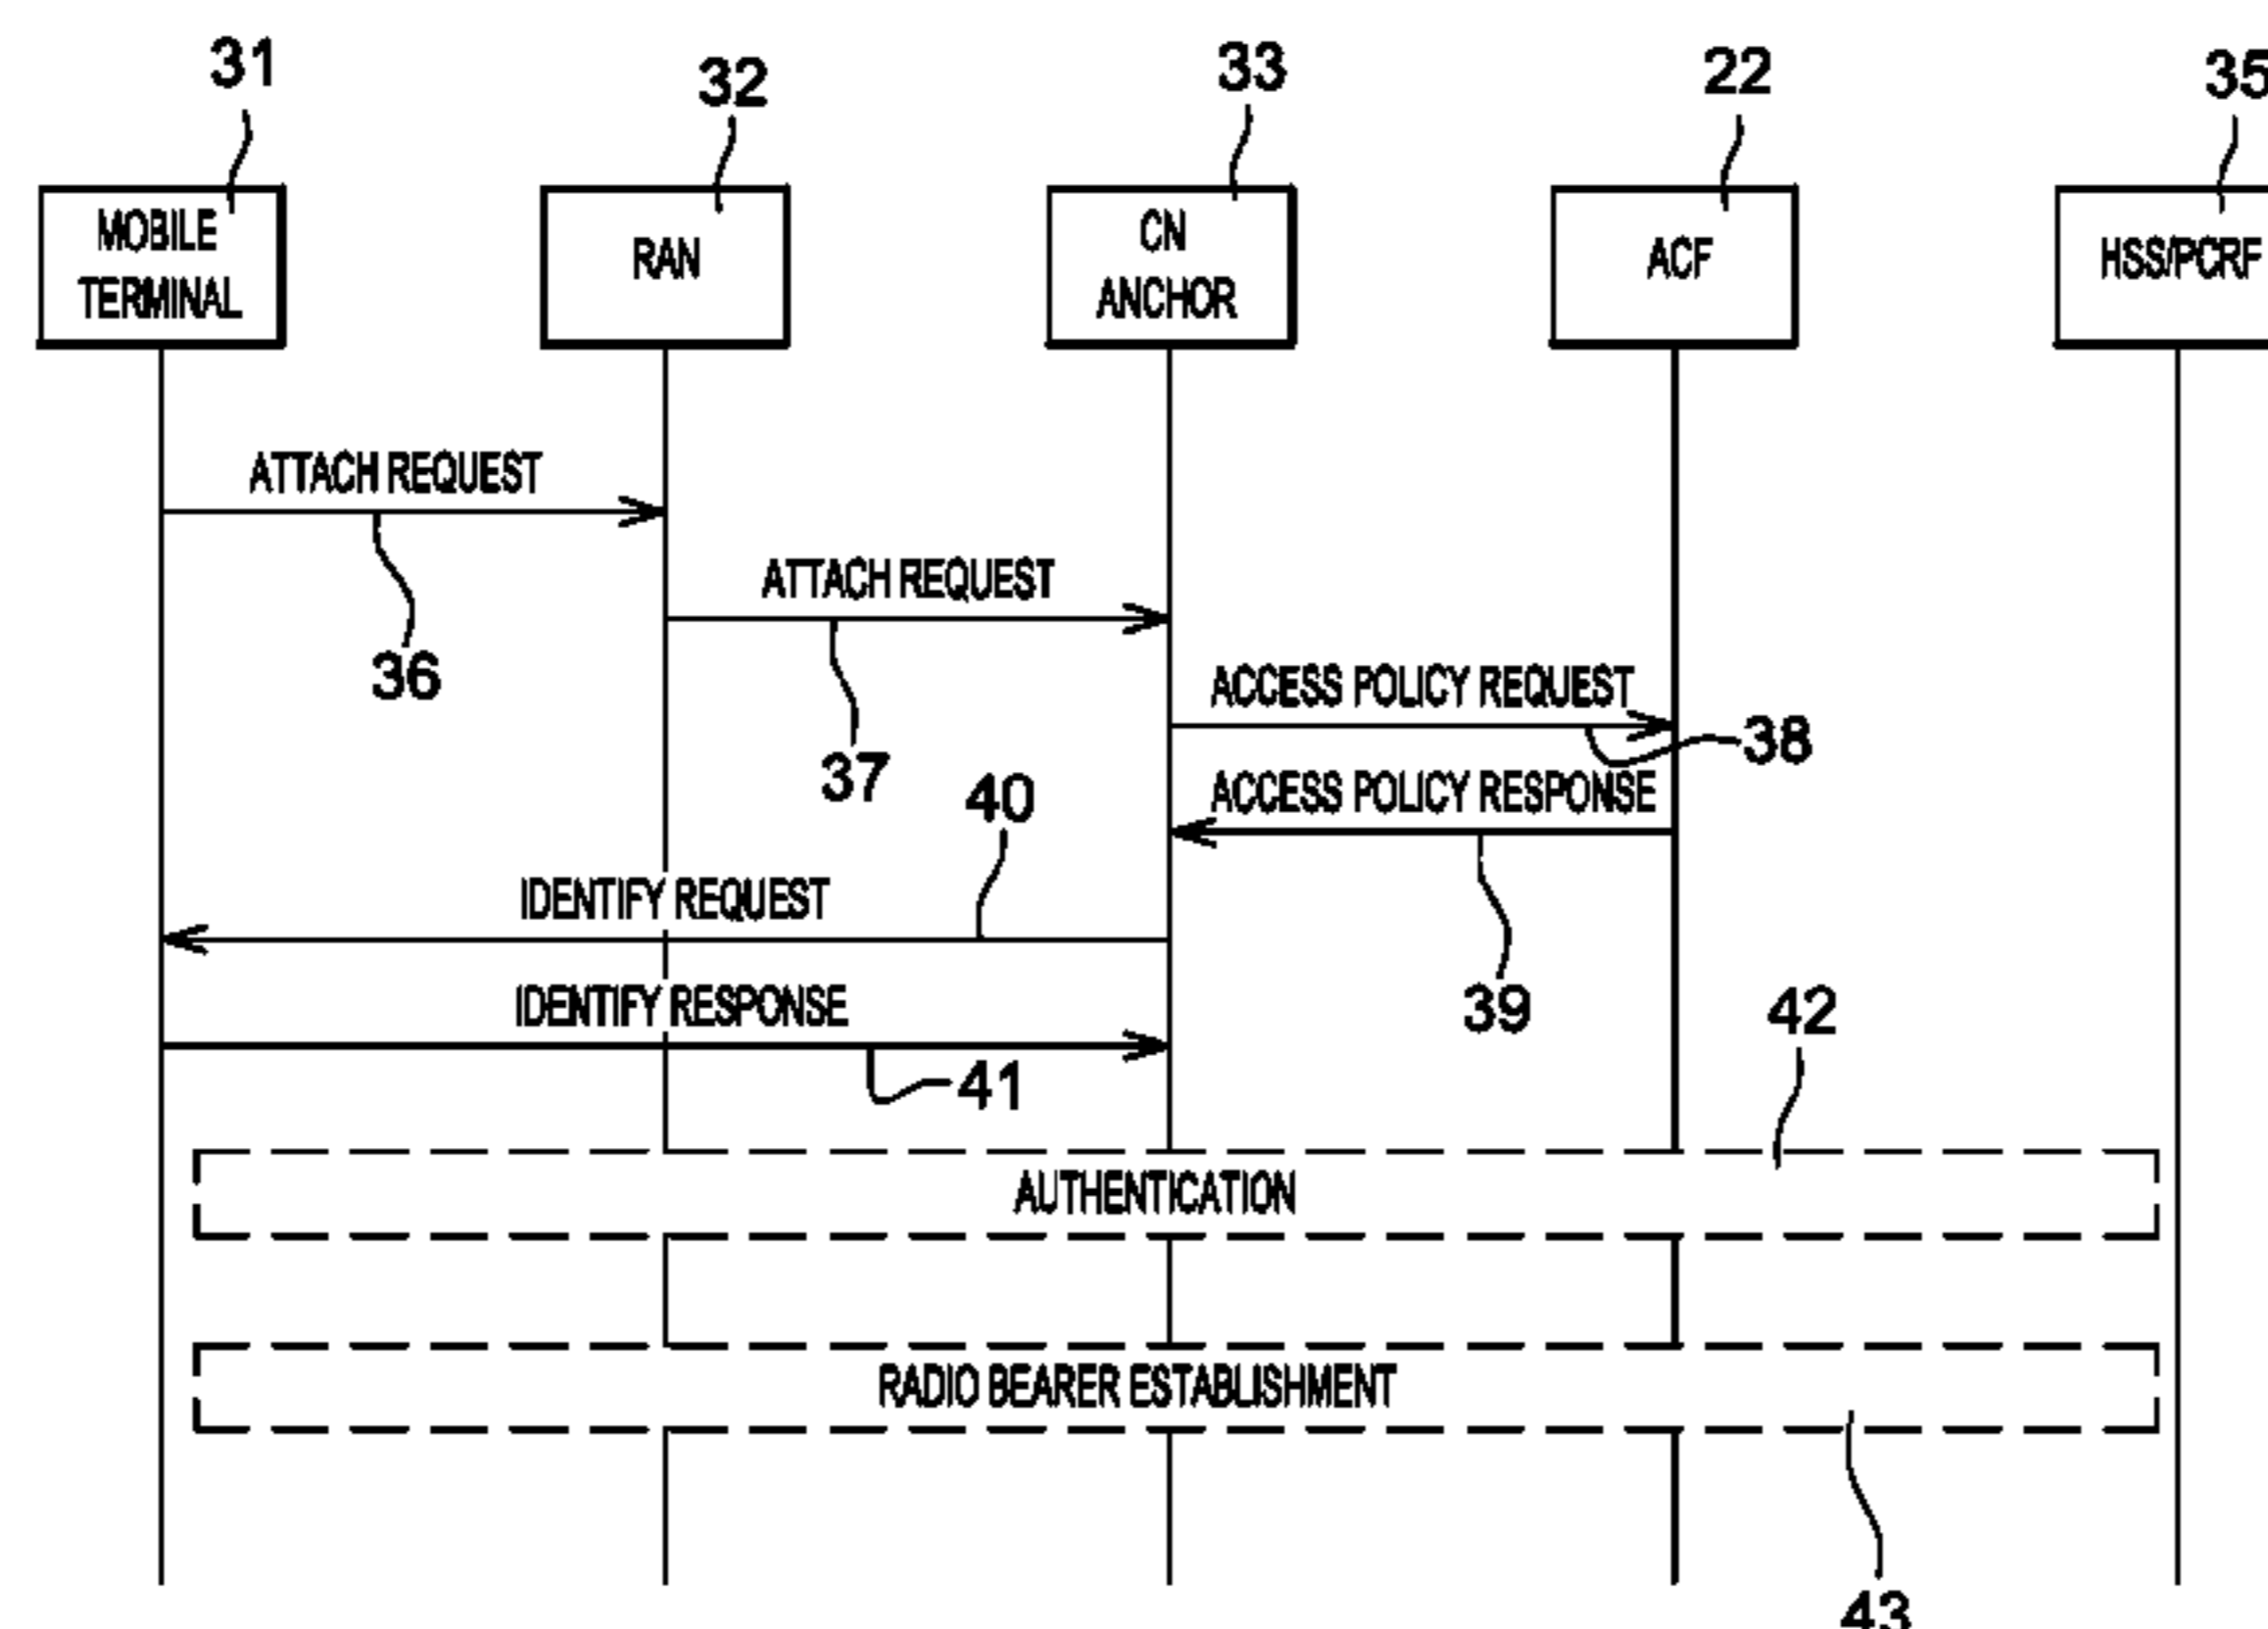 31
32
33
22
35
MOBILE
TERMINAL
RAN
CN
ANCHOR
ACF
HSS/PCRF
ATTACH REQUEST
36
ATTACH REQUEST
37
ACCESS POLICY REQUEST
38
ACCESS POLICY RESPONSE
39
40
IDENTIFY REQUEST
IDENTIFY RESPONSE
41
42
AUTHENTICATION
RADIO BEARER ESTABLISHMENT
43